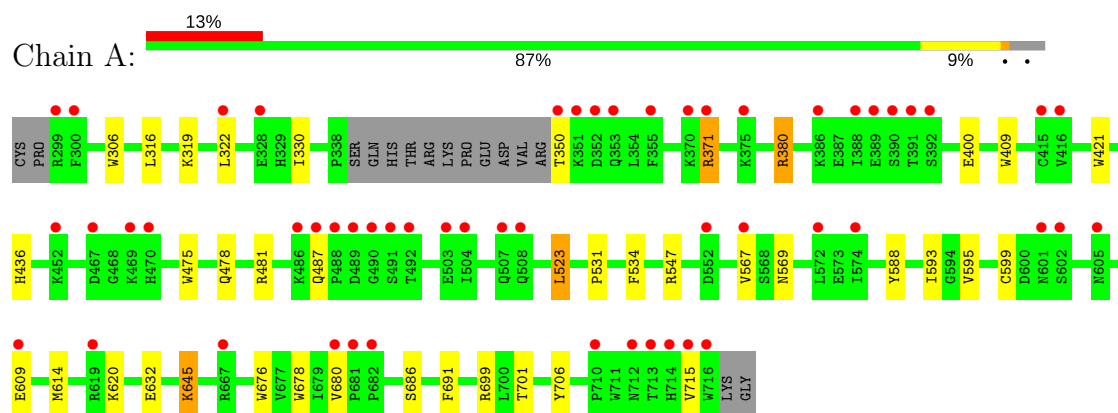 13%
Chain A:
87% 9% • •
CYS PRO R299 F300 W306 L316 K319 L322 E328 H329 I330 P338 SER GLN HIS THR ARG LYS PRO GLU ASP VAL ARG T350 K351 D352 Q353 L354 F355 K370 R371 K375 R380 K386 E387 I388 E389 S390 T391 S392 E400 W409 C415 V416 W421
H436 K452 D467 G468 K469 H470 W475 Q478 R481 K486 Q487 P488 D489 G490 S491 T492 E503 I504 Q507 Q508 L523 P531 F534 R547 D552 V567 S568 N569 L572 E573 I574 Y588 I593 G594 V595 C599 D600 N601 S602 N605
E609 M614 R619 K620 E632 K645 R667 W676 V677 W678 I679 V680 P681 P682 S686 F691 R699 L700 T701 Y706 P710 W711 N712 T713 H714 V715 W716 LYS GLY